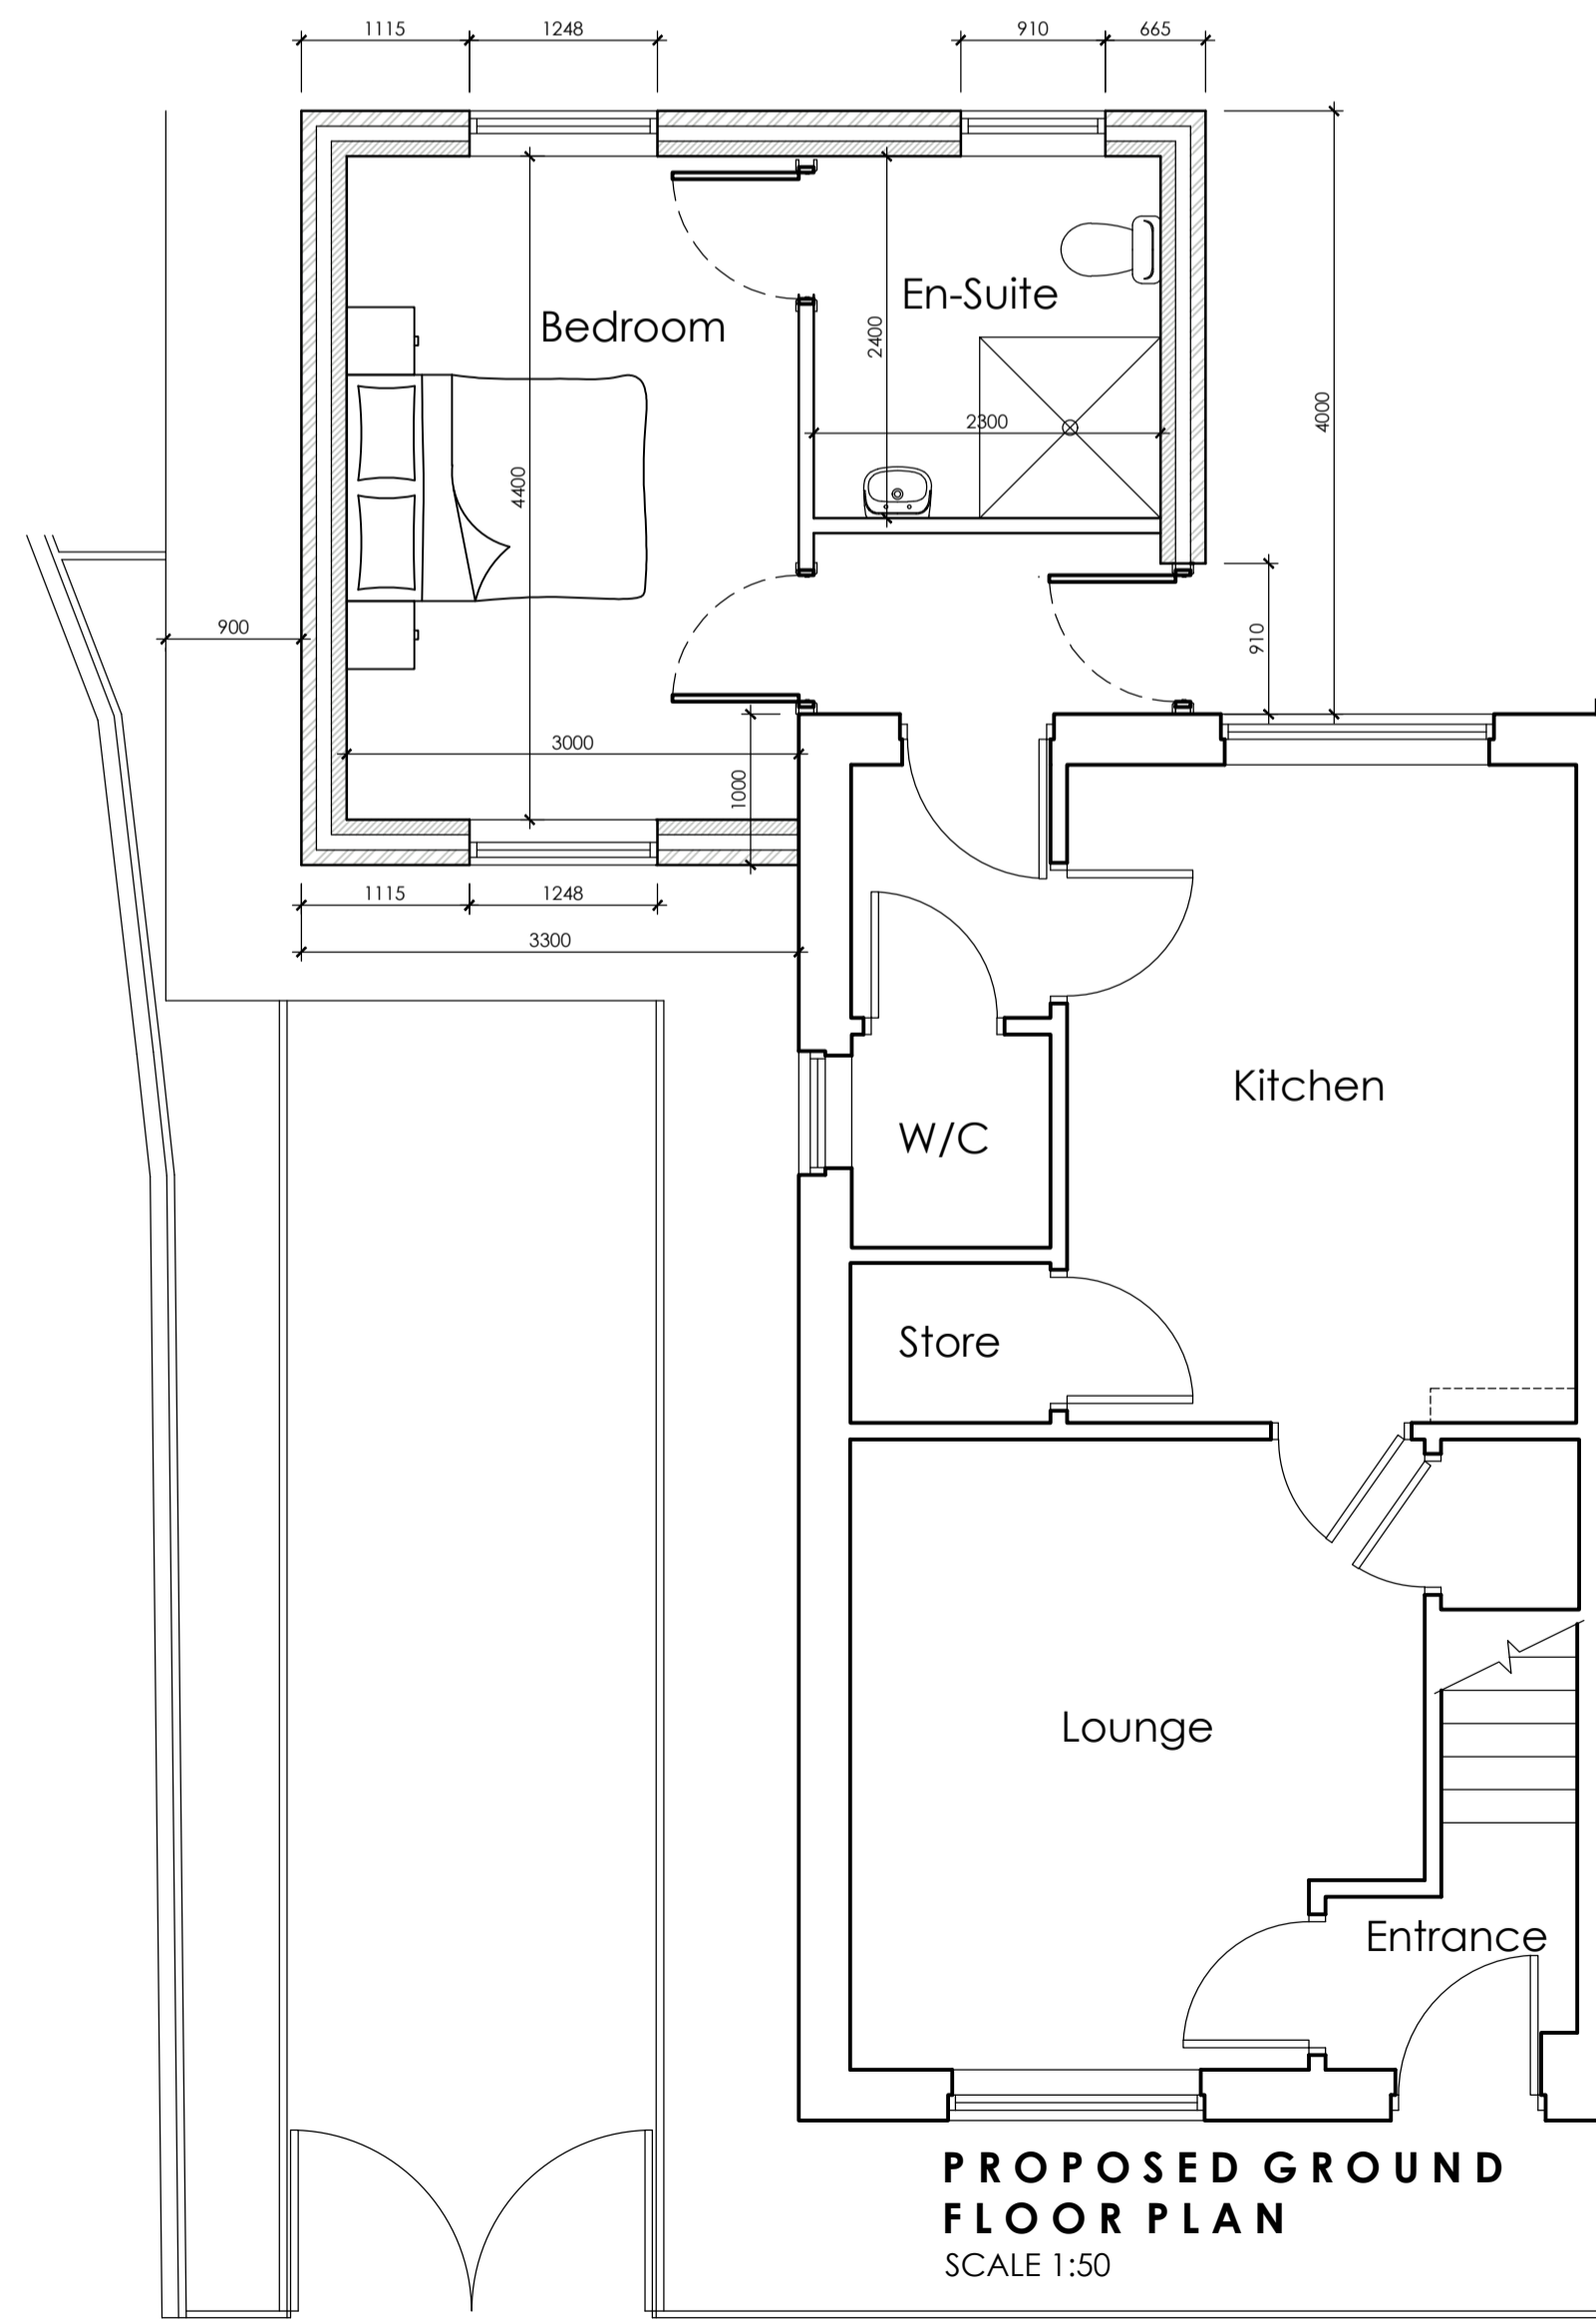 1115
1248
910
665
En-Suite
Bedroom
2400
4000
2300
4400
900
910
3000
1000
1115
1248
3300
Kitchen
W/C
Store
Lounge
Entrance
PROPOSED GROUND
FLOOR PLAN
SCALE 1:50